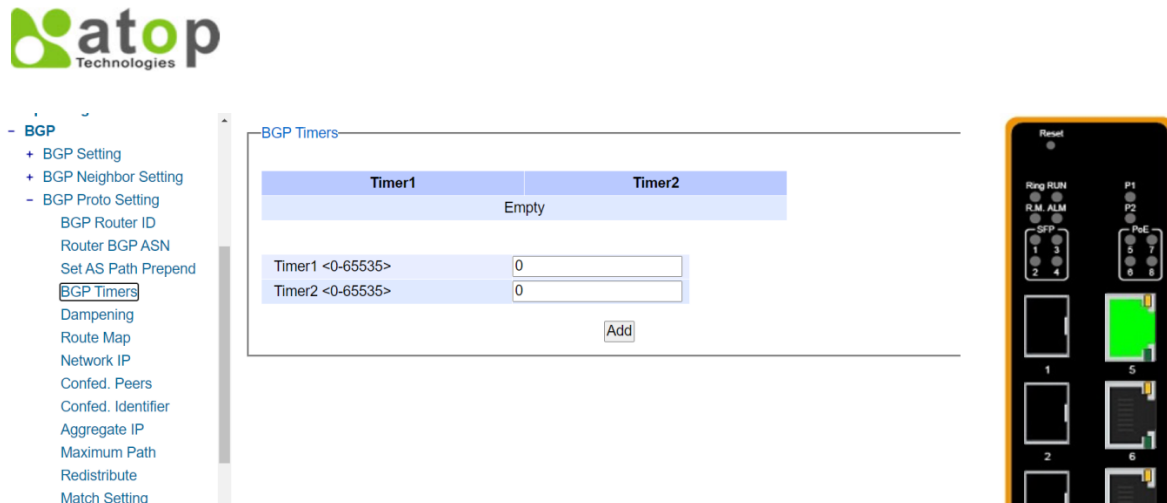 atop
Technologies
- BGP
+ BGP Setting
+ BGP Neighbor Setting
- BGP Proto Setting
BGP Router ID
Router BGP ASN
Set AS Path Prepend
BGP Timers
Dampening
Route Map
Network IP
Confed. Peers
Confed. Identifier
Aggregate IP
Maximum Path
Redistribute
Match Setting
BGP Timers
Timer1 Timer2
Empty
Timer1 <0-65535> 0
Timer2 <0-65535> 0
Add
Reset
Ring RUN P1
R.M. ALM P2
SFP PoE
1 3 5 7
2 4 6 8
1 5
2 6